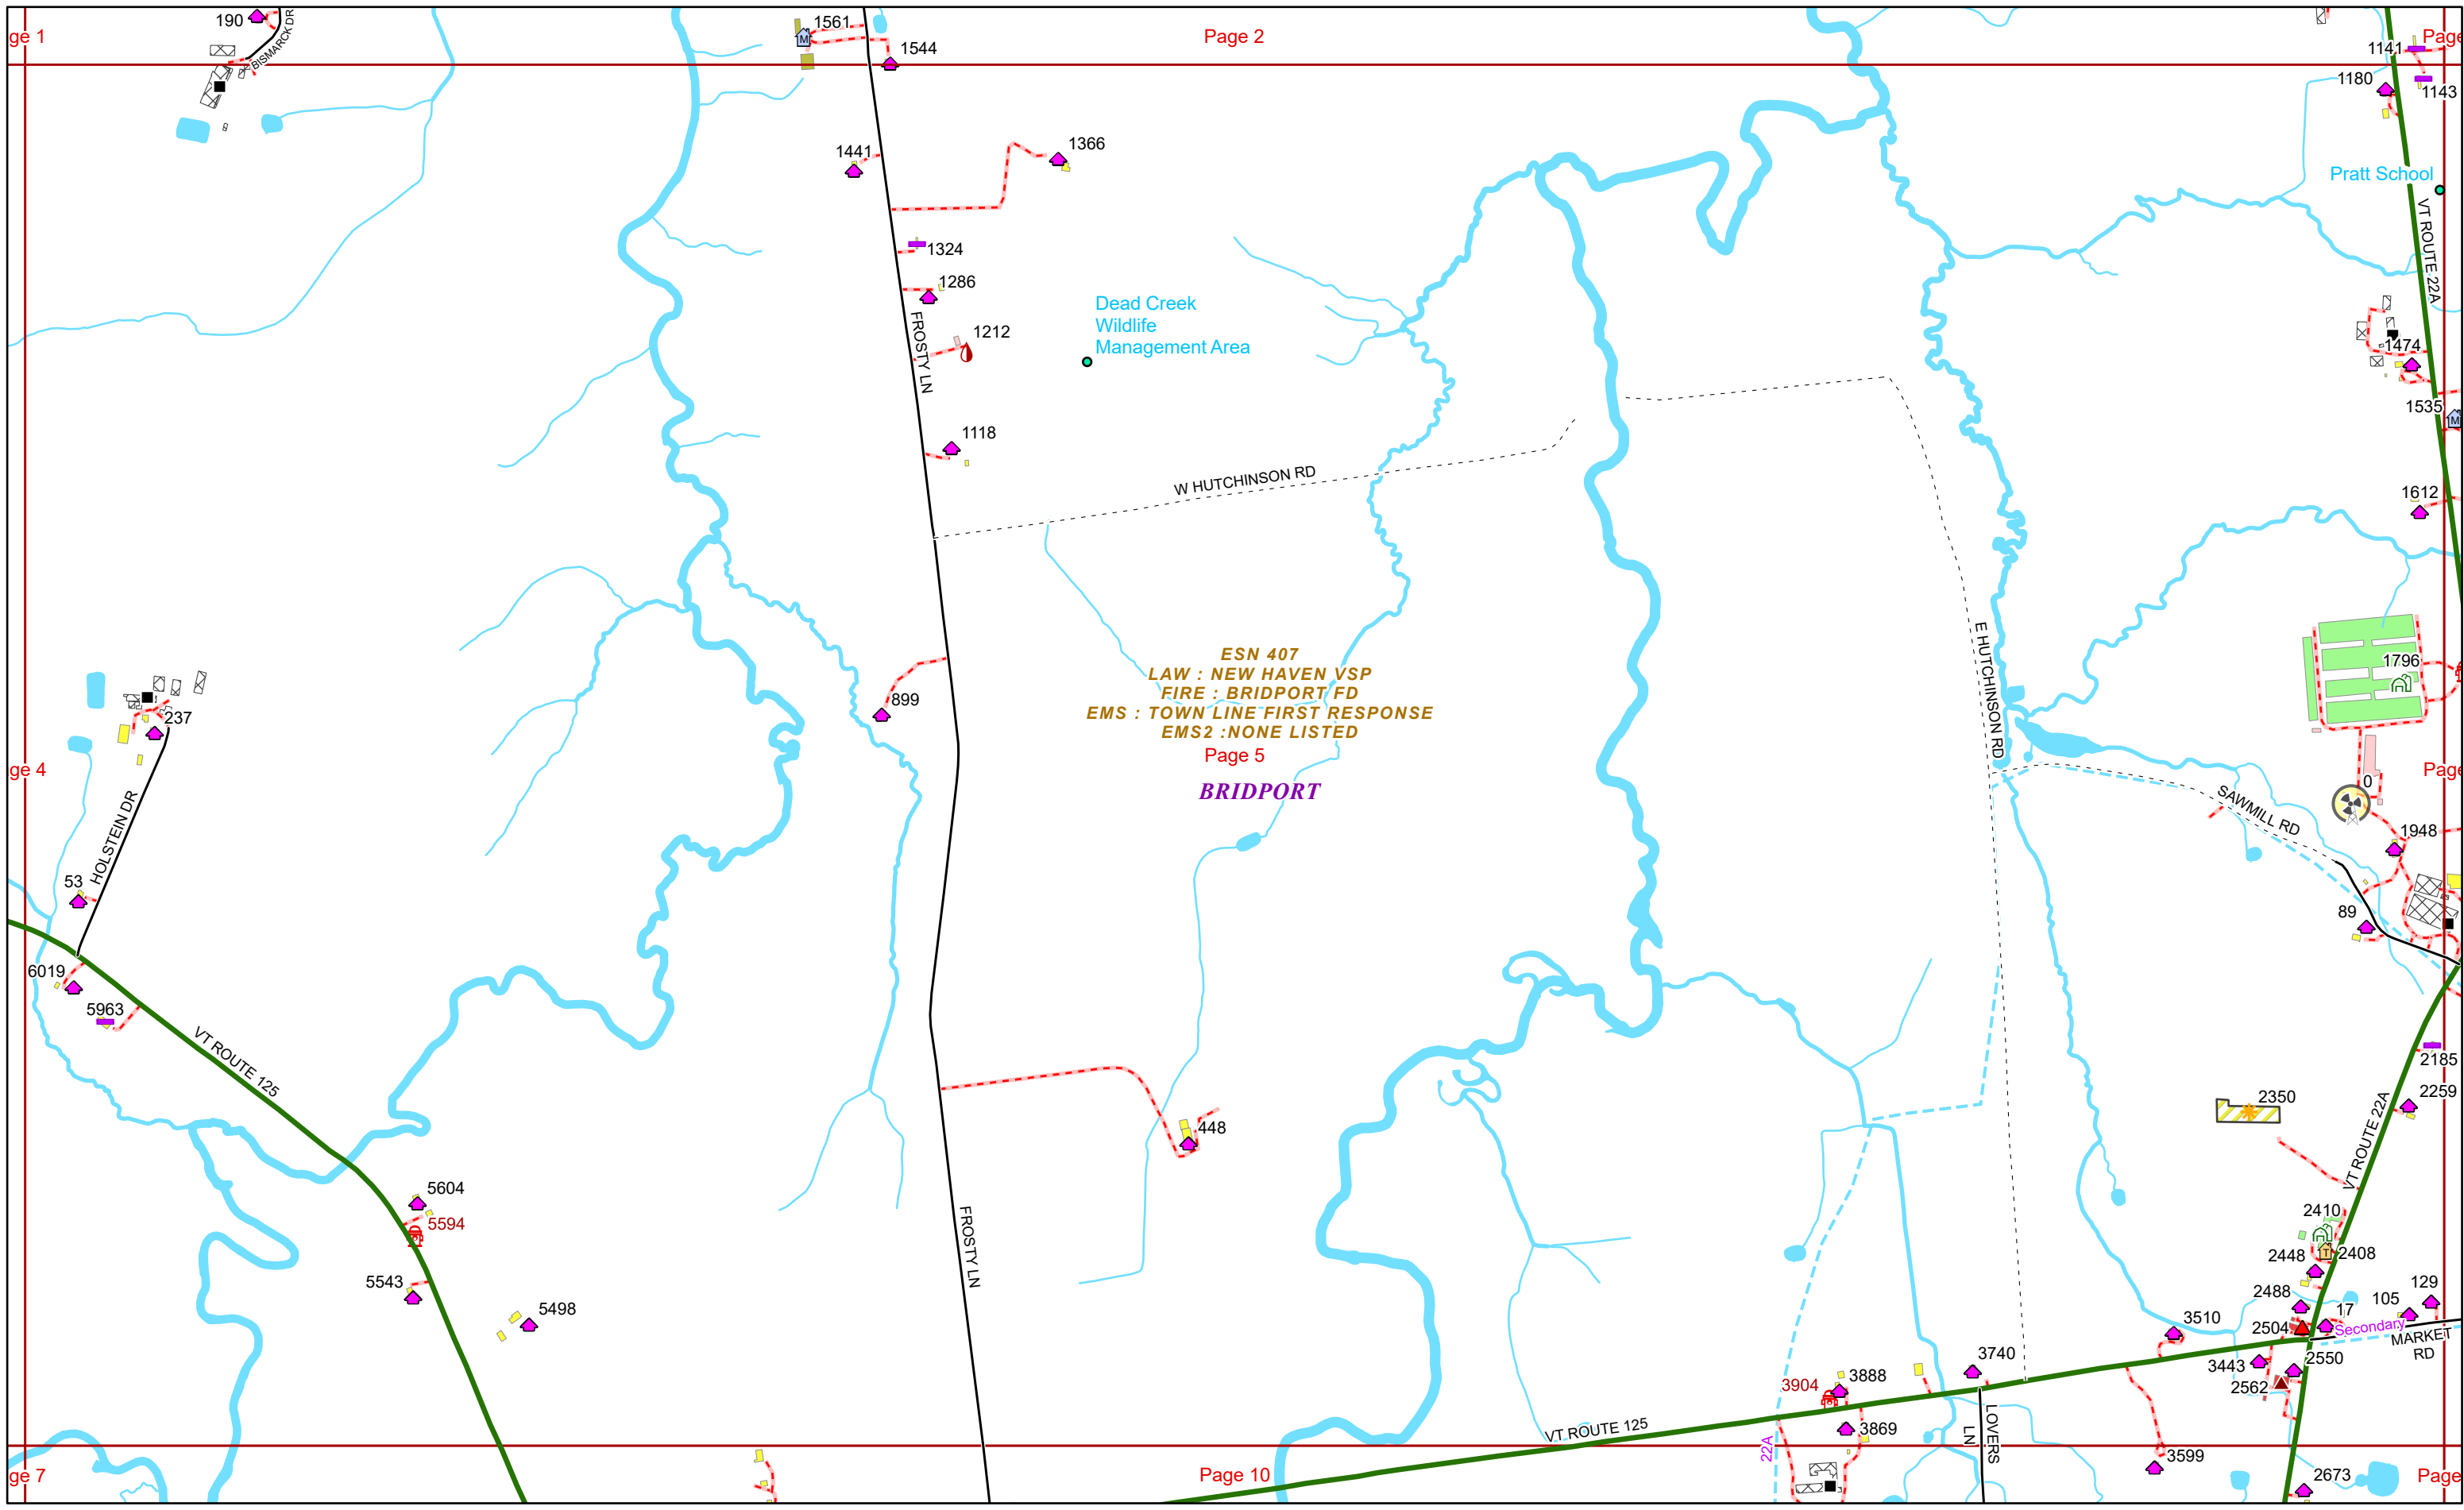 190
BISMARCK DR
1561
1544
1141
ge 1
Page 2
Page
1180
1143
1441
1366
Pratt School
VT ROUTE 22A
1324
1286
Dead Creek
Wildlife
Management Area
1212
FROSTY LN
1474
1535
M
M
1118
W HUTCHINSON RD
1612
E HUTCHINSON RD
ESN 407
LAW : NEW HAVEN VSP
FIRE : BRIDPORT FD
EMS : TOWN LINE FIRST RESPONSE
EMS2 :NONE LISTED
Page 5
BRIDPORT
1796
899
237
ge 4
Page
0
SAWMILL RD
1948
HOLSTEIN DR
53
89
6019
5963
VT ROUTE 125
2185
2259
2350
VT ROUTE 22A
448
5604
5594
5543
5498
FROSTY LN
2410
2448
T
2408
2488
17
105
129
2504
Secondary
MARKET
RD
3510
3443
2550
2562
3740
3904
3888
3869
VT ROUTE 125
22A
LOVERS
LN
3599
2673
ge 7
Page 10
Page